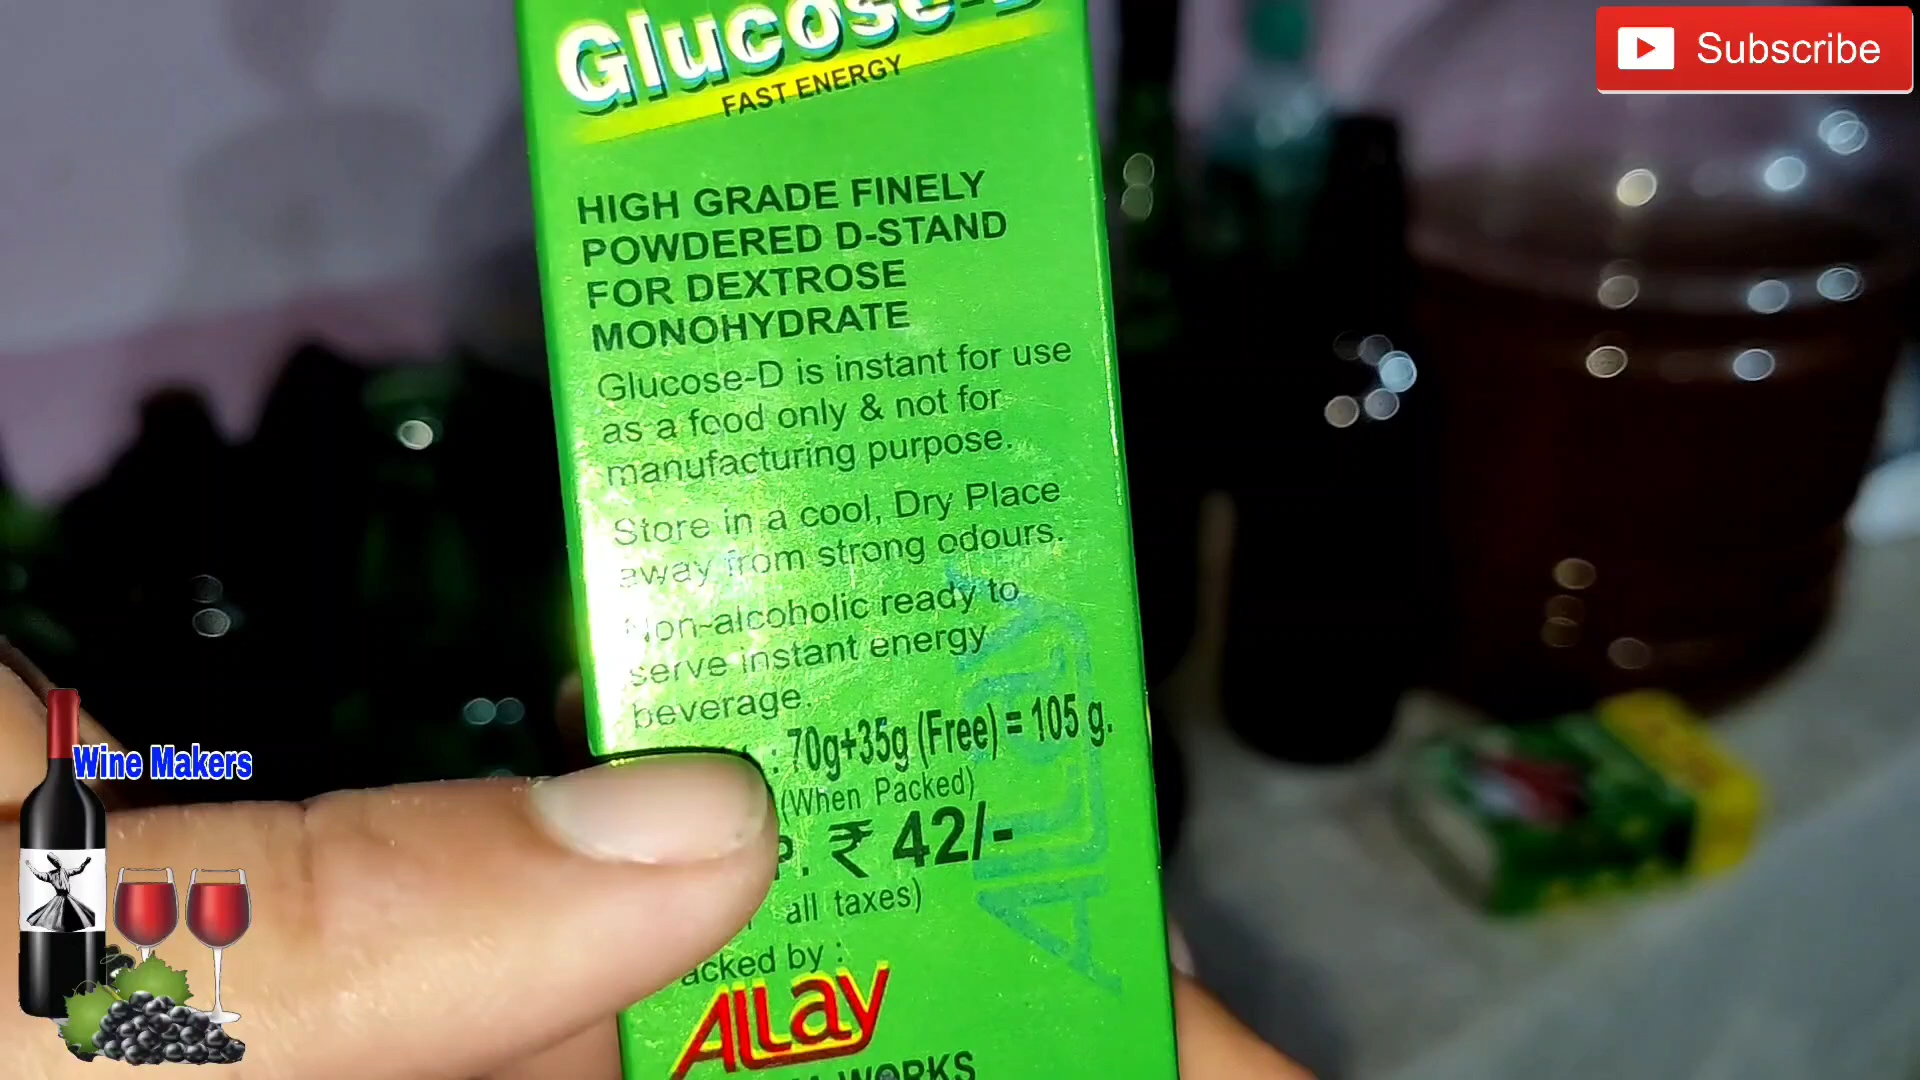 Glucose-D
FAST ENERGY
HIGH GRADE FINELY
POWDERED D-STAND
FOR DEXTROSE
MONOHYDRATE
Glucose-D is instant for use
as a food only & not for
manufacturing purpose.
Store in a cool, Dry Place
away from strong odours.
Non-alcoholic ready to
serve instant energy
beverage.
: 70g+35g (Free) = 105 g.
(When Packed)
P. ₹ 42/-
all taxes)
acked by :
ALLay
WORKS
ALLay
Subscribe
Wine Makers